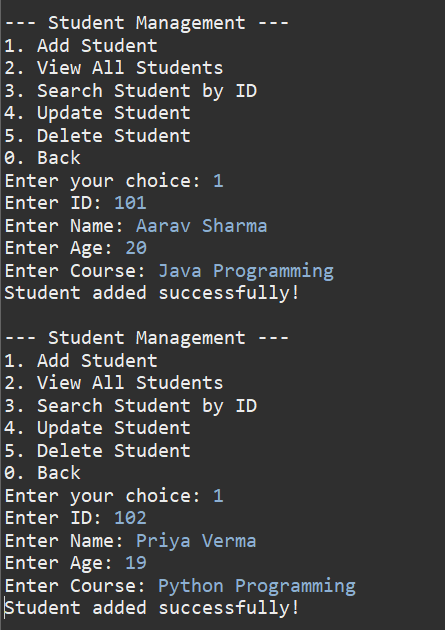 --- Student Management ---
1. Add Student
2. View All Students
3. Search Student by ID
4. Update Student
5. Delete Student
0. Back
Enter your choice: 1
Enter ID: 101
Enter Name: Aarav Sharma
Enter Age: 20
Enter Course: Java Programming
Student added successfully!

--- Student Management ---
1. Add Student
2. View All Students
3. Search Student by ID
4. Update Student
5. Delete Student
0. Back
Enter your choice: 1
Enter ID: 102
Enter Name: Priya Verma
Enter Age: 19
Enter Course: Python Programming
Student added successfully!